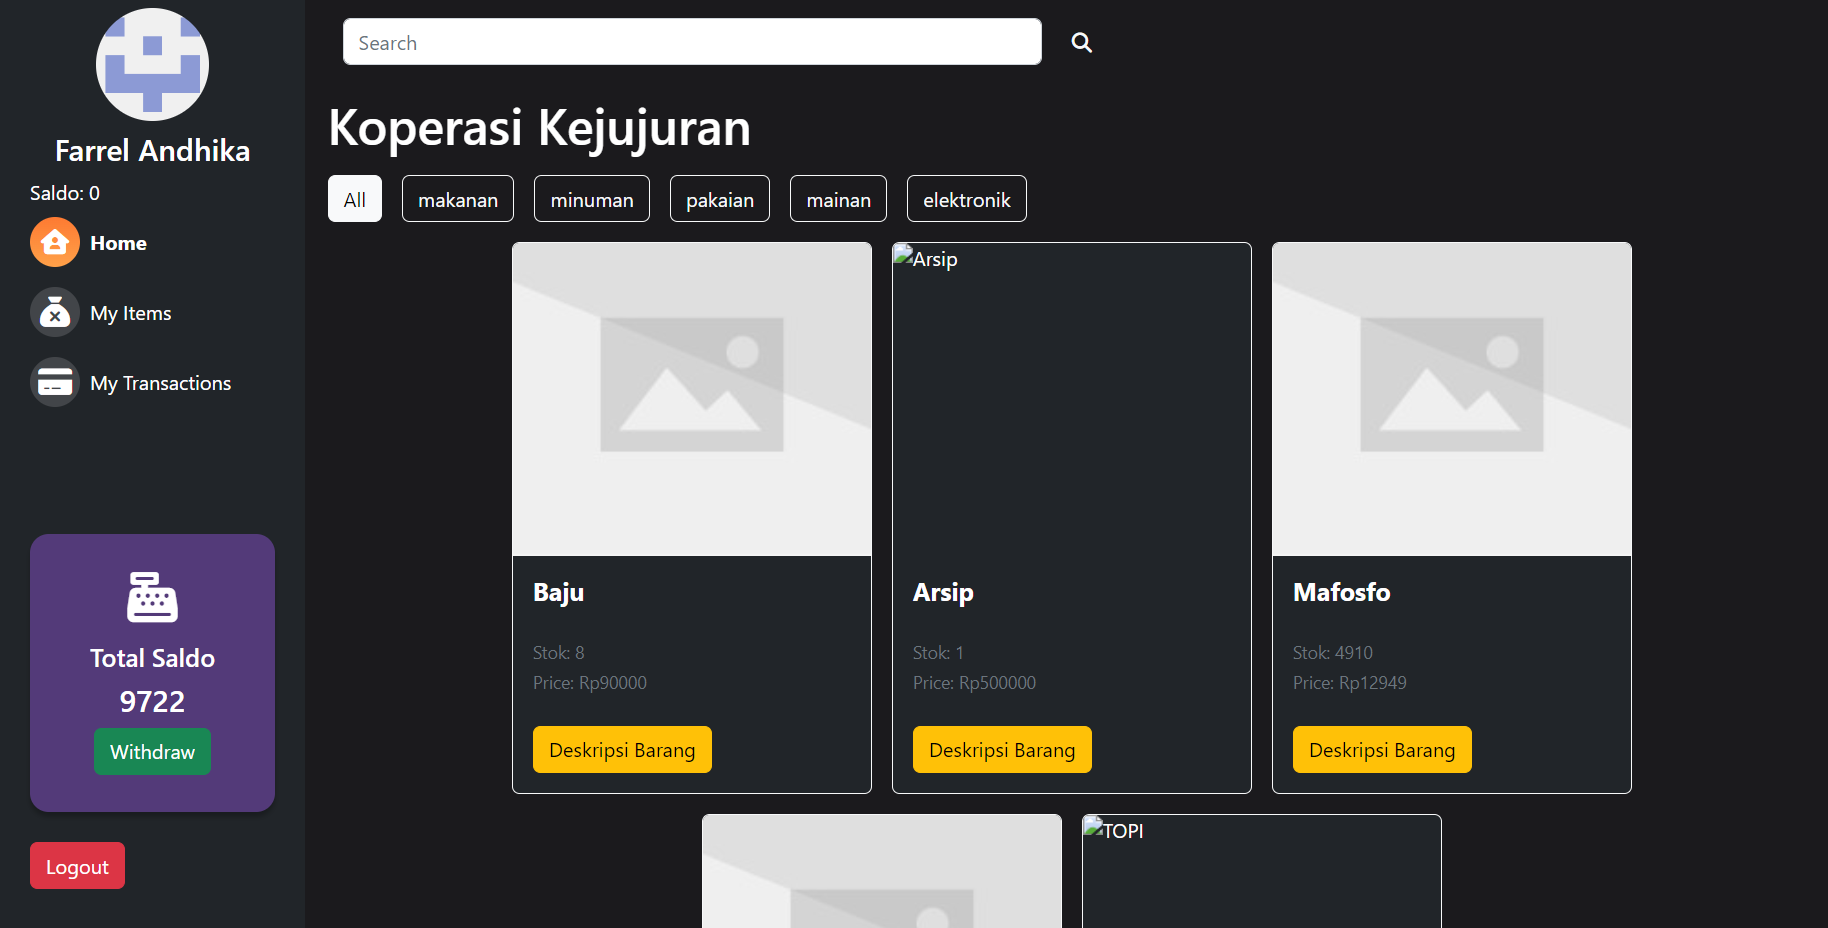 Farrel Andhika
Saldo: 0
Home
My Items
My Transactions
Total Saldo
9722
Withdraw
Logout
Search
Koperasi Kejujuran
All
makanan
minuman
pakaian
mainan
elektronik
Baju
Stok: 8
Price: Rp90000
Deskripsi Barang
Arsip
Arsip
Stok: 1
Price: Rp500000
Deskripsi Barang
Mafosfo
Stok: 4910
Price: Rp12949
Deskripsi Barang
TOPI